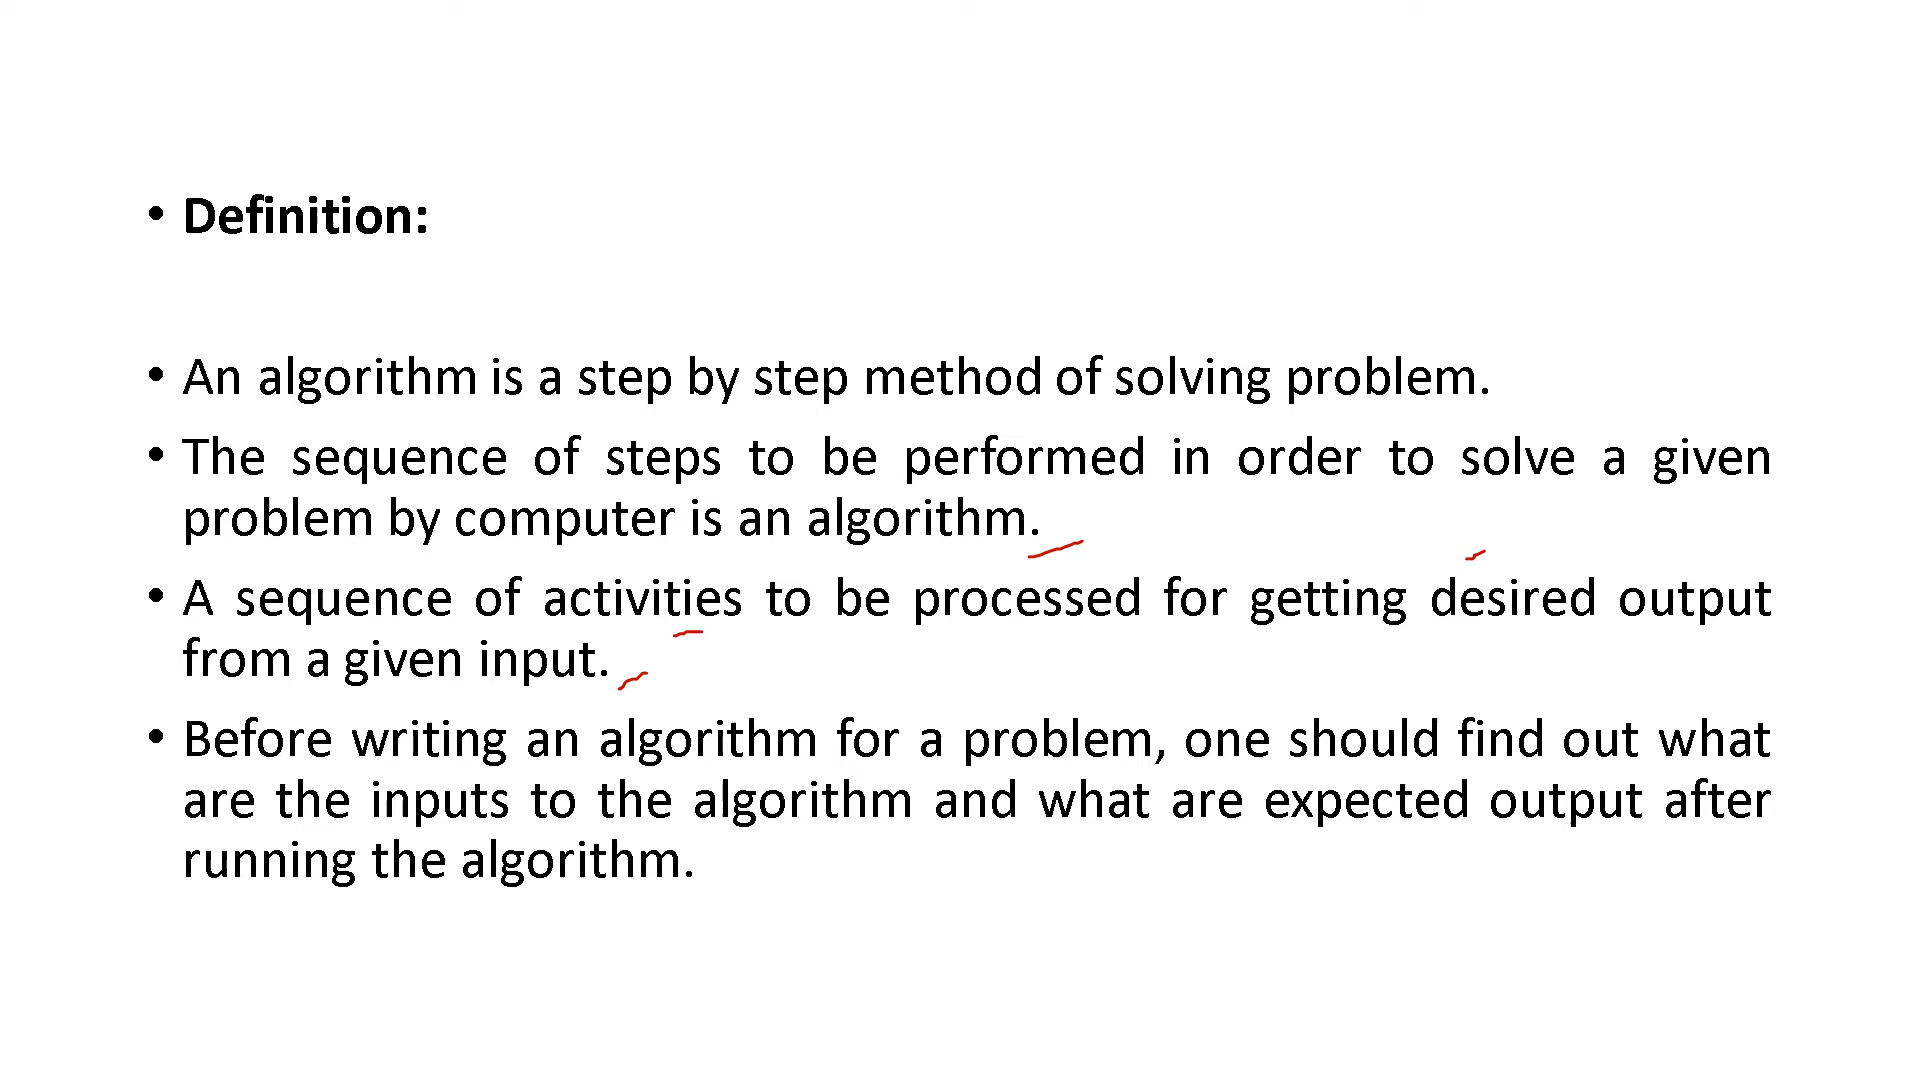 • Definition:
• An algorithm is a step by step method of solving problem.
• The sequence of steps to be performed in order to solve a given
problem by computer is an algorithm.
• A sequence of activities to be processed for getting desired output
from a given input.
• Before writing an algorithm for a problem, one should find out what
are the inputs to the algorithm and what are expected output after
running the algorithm.